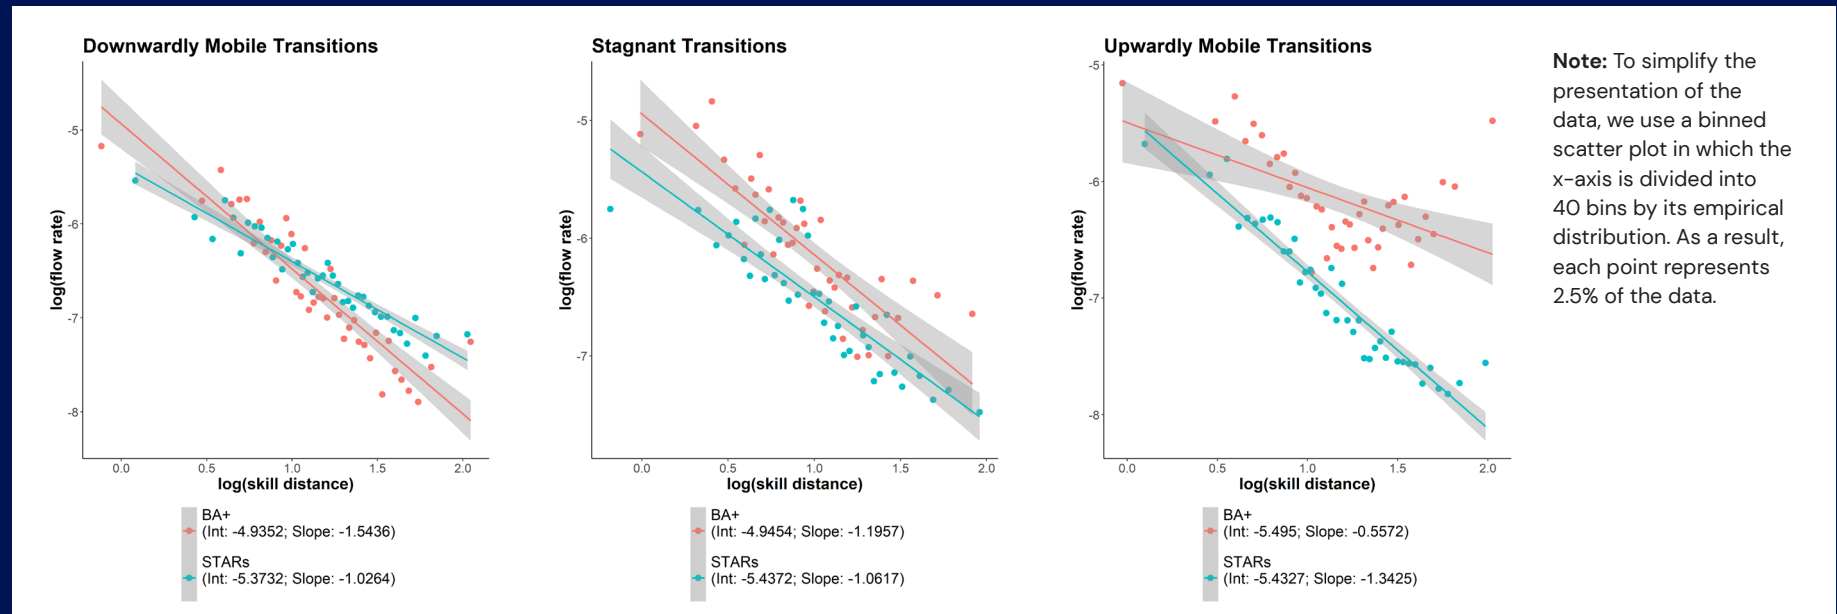 Downwardly Mobile Transitions
-5
-6
-7
-8
log(flow rate)
0.0 0.5 1.0 1.5 2.0
log(skill distance)
BA+
(Int: -4.9352; Slope: -1.5436)
STARs
(Int: -5.3732; Slope: -1.0264)
Stagnant Transitions
-5
-6
-7
log(flow rate)
0.0 0.5 1.0 1.5 2.0
log(skill distance)
BA+
(Int: -4.9454; Slope: -1.1957)
STARs
(Int: -5.4372; Slope: -1.0617)
Upwardly Mobile Transitions
-5
-6
-7
-8
log(flow rate)
0.0 0.5 1.0 1.5 2.0
log(skill distance)
BA+
(Int: -5.495; Slope: -0.5572)
STARs
(Int: -5.4327; Slope: -1.3425)
Note: To simplify the
presentation of the
data, we use a binned
scatter plot in which the
x-axis is divided into
40 bins by its empirical
distribution. As a result,
each point represents
2.5% of the data.